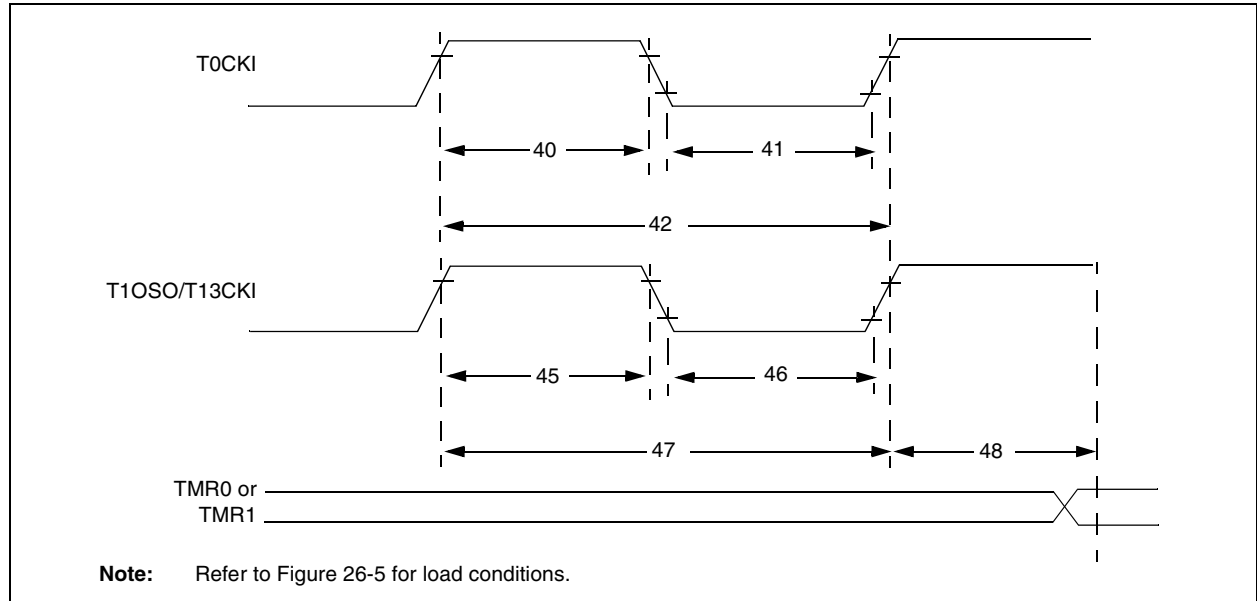 T0CKI
40
41
42
T1OSO/T13CKI
45
46
47
48
TMR0 or
TMR1
Note: Refer to Figure 26-5 for load conditions.